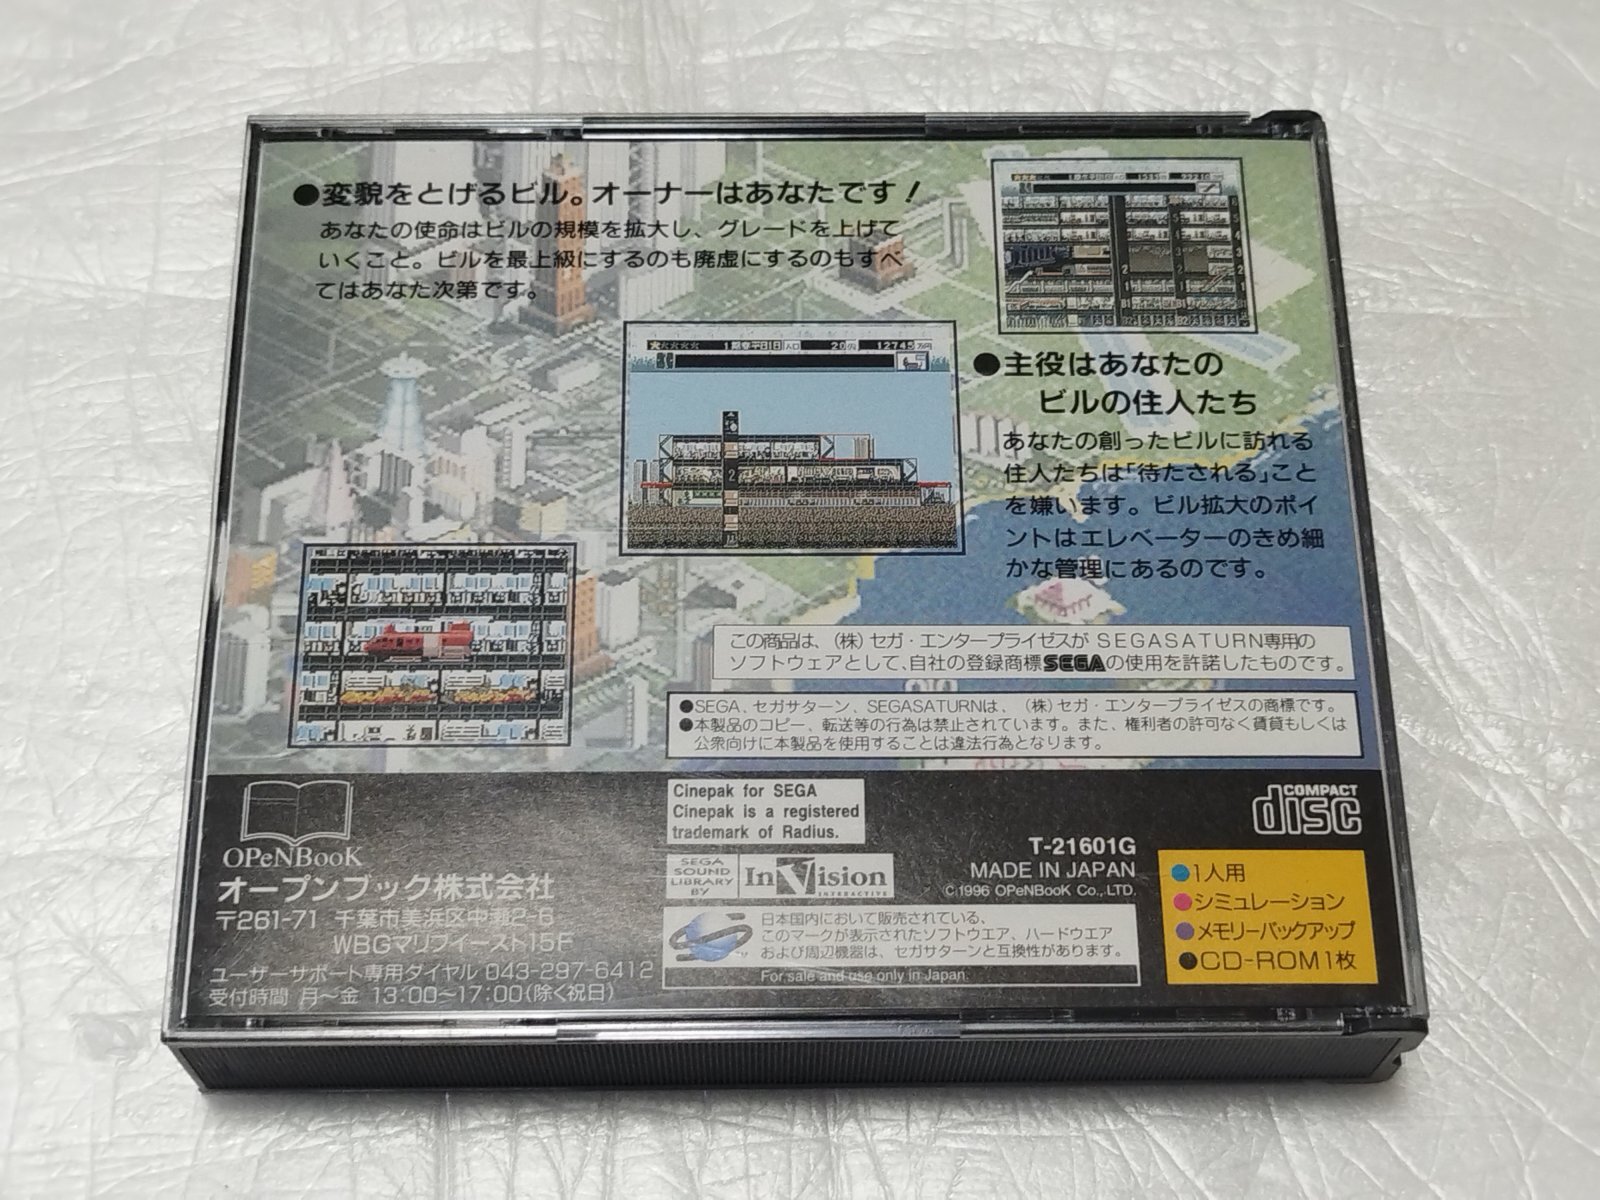 ●変貌をとげるビル。オーナーはあなたです！
あなたの使命はビルの規模を拡大し、グレードを上げて
いくこと。ビルを最上級にするのも廃虚にするのもすべ
てはあなた次第です。
●主役はあなたの
ビルの住人たち
あなたの創ったビルに訪れる
住人たちは「待たされる」こと
を嫌います。ビル拡大のポイ
ントはエレベーターのきめ細
かな管理にあるのです。
この商品は、(株)セガ・エンタープライゼスがSEGASATURN専用の
ソフトウェアとして、自社の登録商標SEGAの使用を許諾したものです。
●SEGA、セガサターン、SEGASATURNは、(株)セガ・エンタープライゼスの商標です。
●本製品のコピー、転送等の行為は禁止されています。また、権利者の許可なく賃貸もしくは
公衆向けに本製品を使用することは違法行為となります。
OPeNBooK
オープンブック株式会社
〒261-71 千葉市美浜区中瀬2-6
WBGマリブイースト15F
ユーザーサポート専用ダイヤル 043-297-6412
受付時間 月〜金 13:00〜17:00(除く祝日)
Cinepak for SEGA
Cinepak is a registered
trademark of Radius.
SEGA
SOUND
LIBRARY
BY
InVision
INTERACTIVE
日本国内において販売されている、
このマークが表示されたソフトウエア、ハードウエア
および周辺機器は、セガサターンと互換性があります。
For sale and use only in Japan.
COMPACT
disc
T-21601G
MADE IN JAPAN
C1996 OPeNBooK Co., LTD.
●1人用
●シミュレーション
●メモリーバックアップ
●CD-ROM1枚